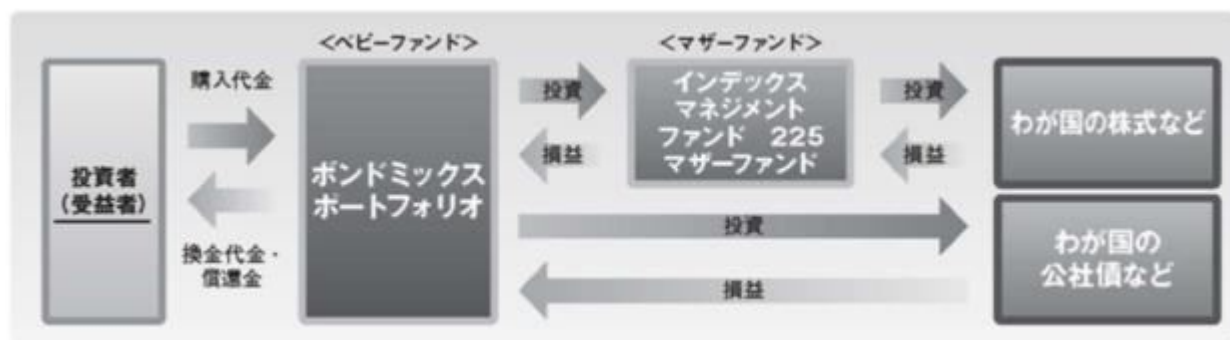 <ベビーファンド>
<マザーファンド>
購入代金
投資者
(受益者)
換金代金・
償還金
ボンドミックス
ポートフォリオ
投資
損益
インデックス
マネジメント
ファンド 225
マザーファンド
投資
損益
わが国の株式など
投資
損益
わが国の
公社債など